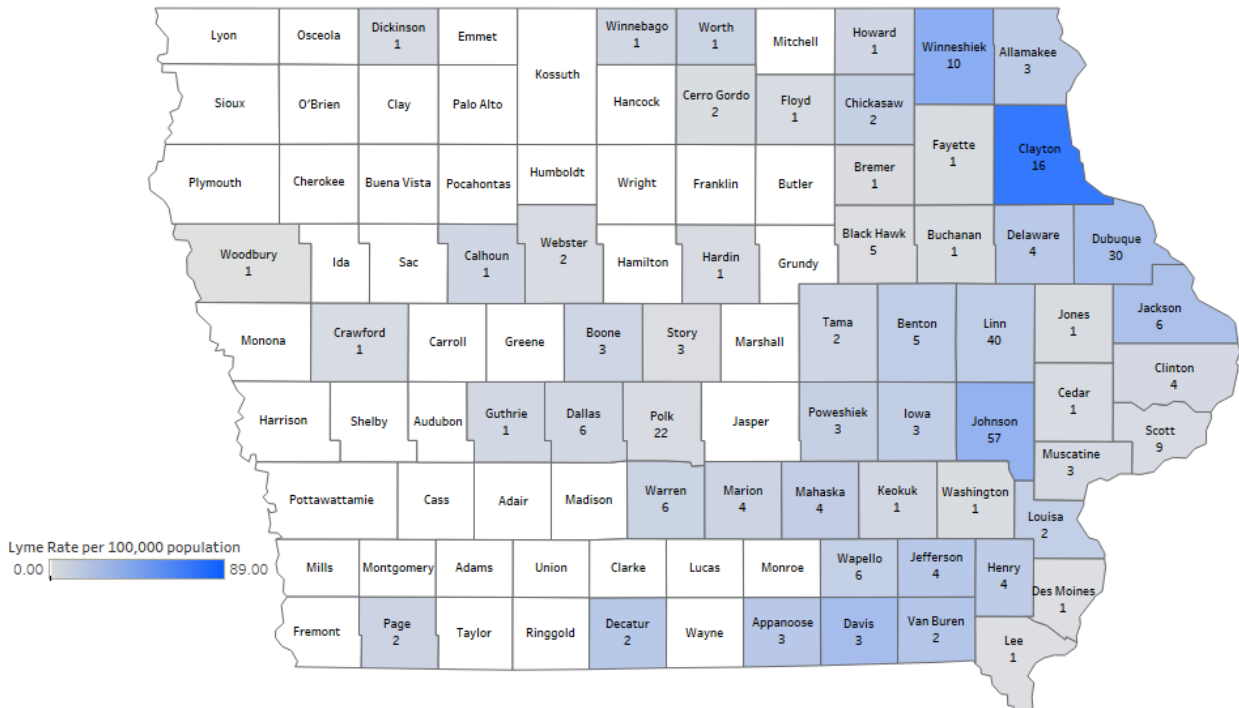 Lyon
Osceola
Dickinson
1
Emmet
Kossuth
Winnebago
1
Worth
1
Mitchell
Howard
1
Winneshiek
10
Allamakee
3
Sioux
O'Brien
Clay
Palo Alto
Hancock
Cerro Gordo
2
Floyd
1
Chickasaw
2
Fayette
1
Clayton
16
Plymouth
Cherokee
Buena Vista
Pocahontas
Humboldt
Wright
Franklin
Butler
Bremer
1
Woodbury
1
Ida
Sac
Calhoun
1
Webster
2
Hamilton
Hardin
1
Grundy
Black Hawk
5
Buchanan
1
Delaware
4
Dubuque
30
Monona
Crawford
1
Carroll
Greene
Boone
3
Story
3
Marshall
Tama
2
Benton
5
Linn
40
Jones
1
Jackson
6
Clinton
4
Harrison
Shelby
Audubon
Guthrie
1
Dallas
6
Polk
22
Jasper
Poweshiek
3
Iowa
3
Johnson
57
Cedar
1
Scott
9
Muscatine
3
Pottawattamie
Cass
Adair
Madison
Warren
6
Marion
4
Mahaska
4
Keokuk
1
Washington
1
Louisa
2
Lyme Rate per 100,000 population
0.00
89.00
Mills
Montgomery
Adams
Union
Clarke
Lucas
Monroe
Wapello
6
Jefferson
4
Henry
4
Des Moines
1
Fremont
Page
2
Taylor
Ringgold
Decatur
2
Wayne
Appanoose
3
Davis
3
Van Buren
2
Lee
1